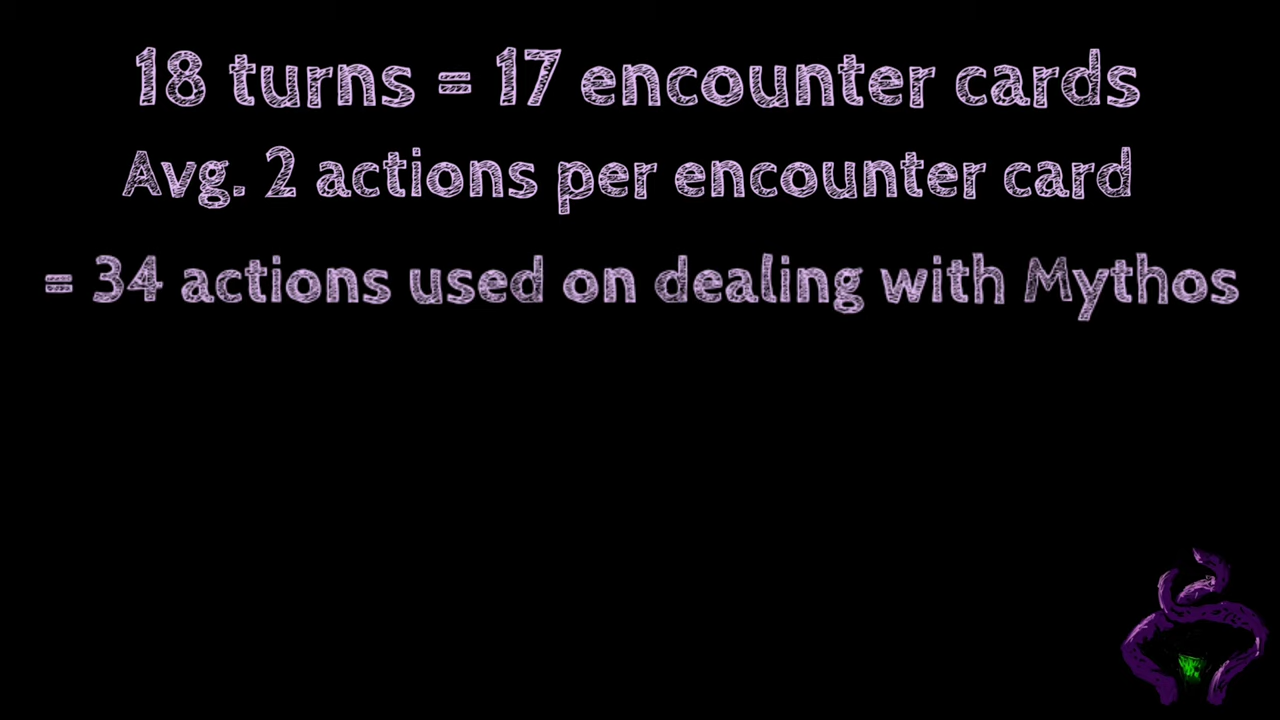 18 turns = 17 encounter cards
Avg. 2 actions per encounter card
= 34 actions used on dealing with Mythos